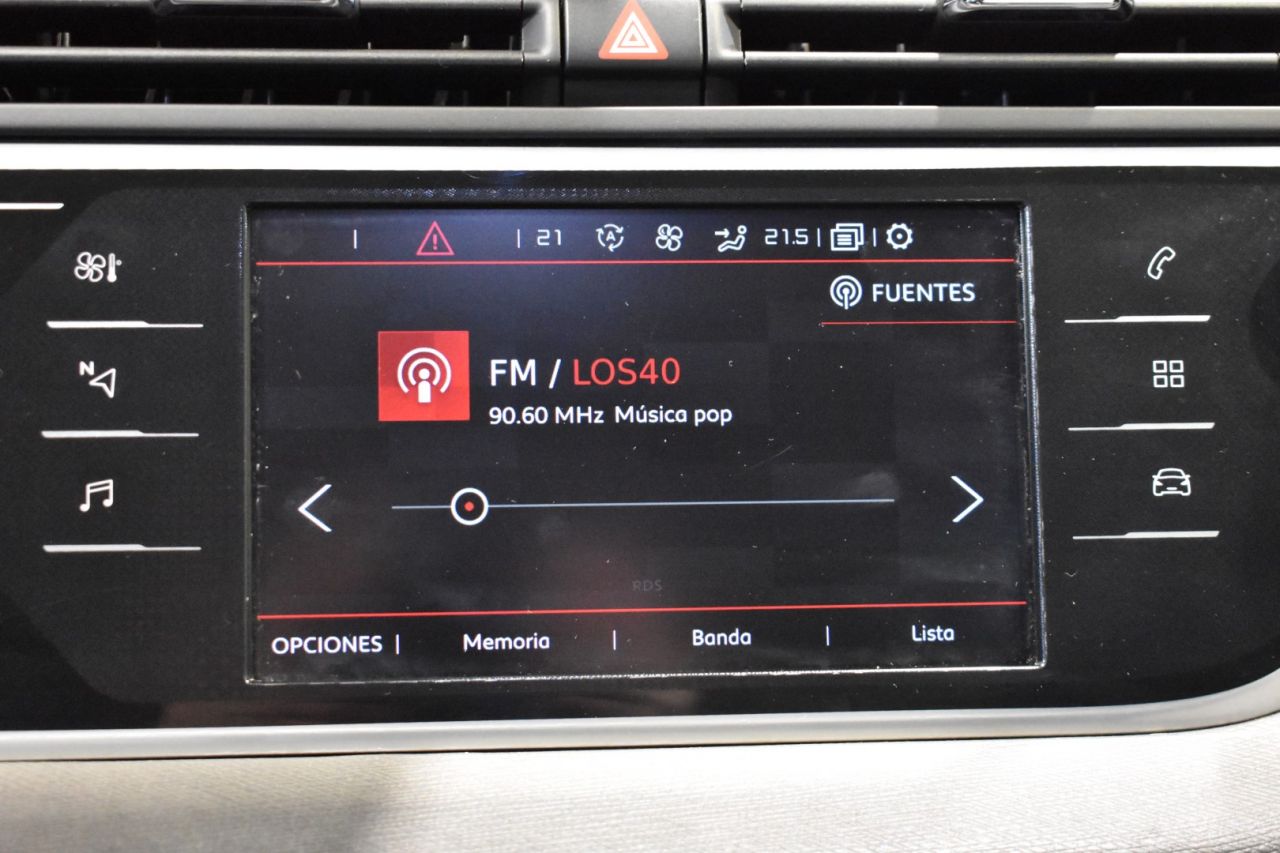 21 A 21.5
FUENTES
N
FM / LOS40
90.60 MHz Música pop
RDS
OPCIONES Memoria Banda Lista